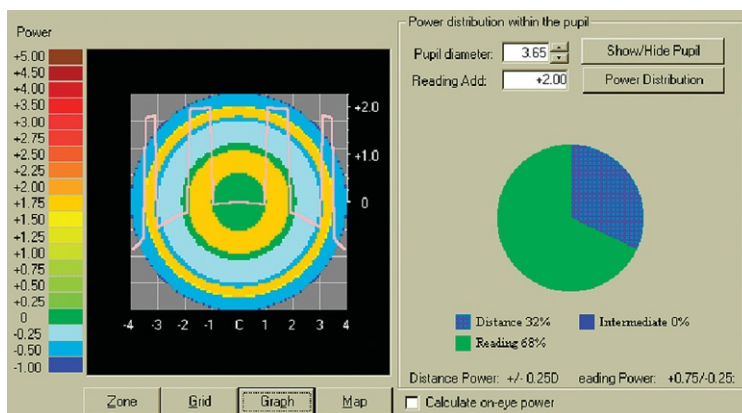 Power
+5.00
+4.50
+4.00
+3.50
+3.00
+2.75
+2.50
+2.25
+2.00
+1.75
+1.50
+1.25
+1.00
+0.75
+0.50
+0.25
0
-0.25
-0.50
-1.00
+2.0
+1.0
0
-4 -3 -2 -1 C 1 2 3 4
Zone Grid Graph Map
Power distribution within the pupil
Pupil diameter: 3.65 Show/Hide Pupil
Reading Add: +2.00 Power Distribution
Distance 32% Intermediate 0%
Reading 68%
Distance Power: +/- 0.25D eading Power: +0.75/-0.25:
Calculate on-eye power